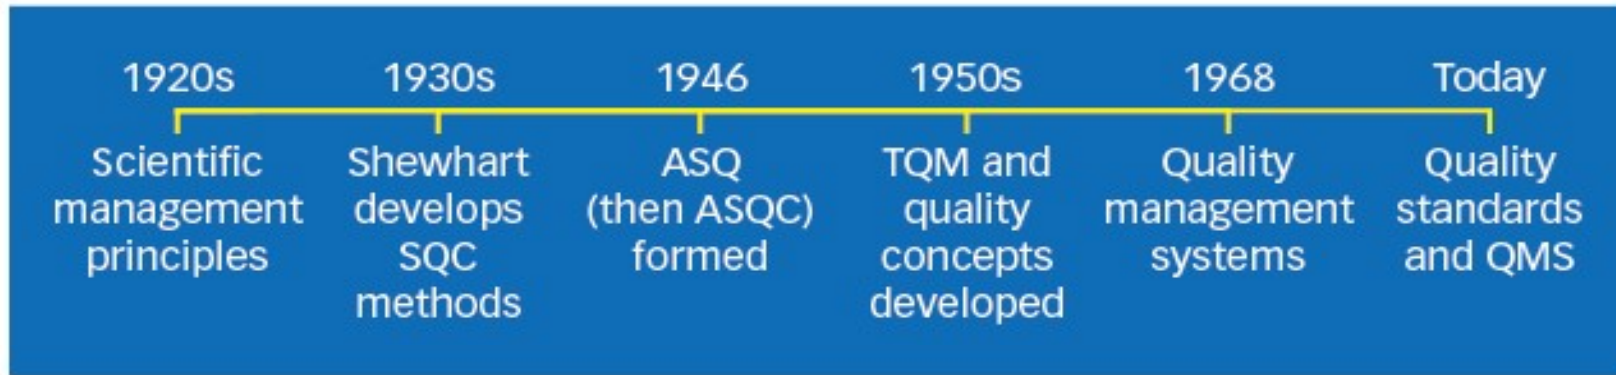 1920s
Scientific
management
principles
1930s
Shewhart
develops
SQC
methods
1946
ASQ
(then ASQC)
formed
1950s
TQM and
quality
concepts
developed
1968
Quality
management
systems
Today
Quality
standards
and QMS